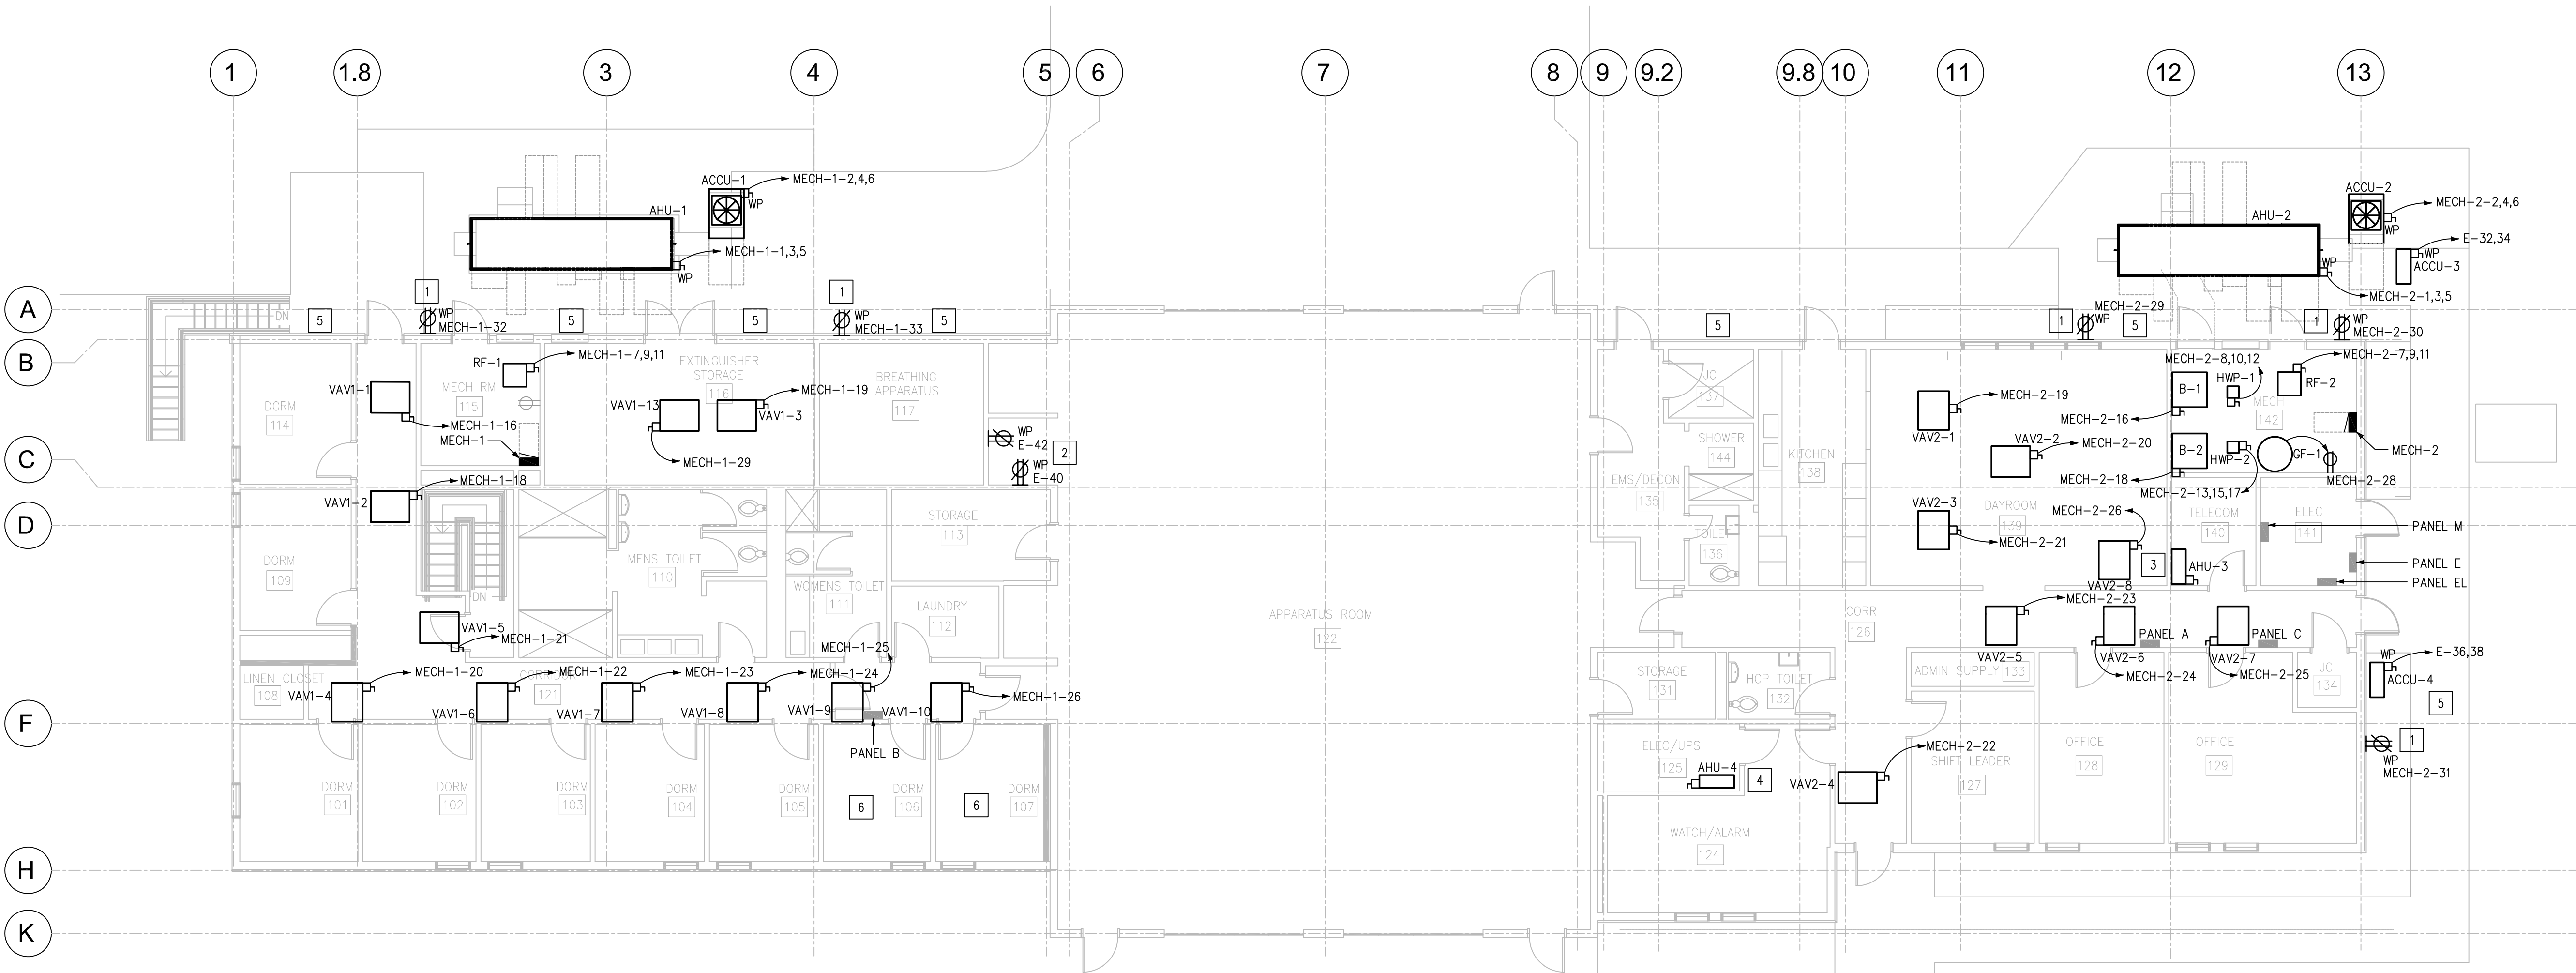 1
1.8
3
4
5
6
7
8
9
9.2
9.8
10
11
12
13
A
B
C
D
F
H
K
ACCU-1
MECH-1-2,4,6
WP
AHU-1
MECH-1-1,3,5
WP
ACCU-2
MECH-2-2,4,6
WP
AHU-2
E-32,34
WP
ACCU-3
WP
MECH-2-1,3,5
DN
5
1
WP
MECH-1-32
5
5
1
WP
MECH-1-33
5
5
1
MECH-2-29
WP
5
1
WP
MECH-2-30
RF-1
MECH-1-7,9,11
MECH RM
115
EXTINGUISHER
STORAGE
116
BREATHING
APPARATUS
117
VAV1-1
MECH-1-16
MECH-1
DORM
114
VAV1-13
MECH-1-29
MECH-1-19
VAV1-3
WP
E-42
2
WP
E-40
VAV1-2
MECH-1-18
DORM
109
DN
MENS TOILET
110
WOMENS TOILET
111
STORAGE
113
LAUNDRY
112
VAV1-5
MECH-1-21
LINEN CLOSET
108
VAV1-4
MECH-1-20
CORRIDOR
121
VAV1-6
MECH-1-22
VAV1-7
MECH-1-23
VAV1-8
MECH-1-24
MECH-1-25
VAV1-9
VAV1-10
MECH-1-26
PANEL B
DORM
101
DORM
102
DORM
103
DORM
104
DORM
105
DORM
106
6
DORM
107
6
APPARATUS ROOM
122
JC
137
SHOWER
144
KITCHEN
138
EMS/DECON
135
TOILET
136
MECH-2-19
VAV2-1
VAV2-2
MECH-2-20
VAV2-3
MECH-2-21
DAYROOM
139
MECH-2-8,10,12
B-1
HWP-1
MECH-2-16
MECH-2-7,9,11
RF-2
MECH
142
MECH-2
B-2
HWP-2
GF-1
MECH-2-18
MECH-2-13,15,17
MECH-2-28
MECH-2-26
TELECOM
140
ELEC
141
PANEL M
PANEL E
PANEL EL
VAV2-8
3
AHU-3
CORR
126
MECH-2-23
VAV2-5
PANEL A
VAV2-6
MECH-2-24
PANEL C
VAV2-7
MECH-2-25
JC
134
WP
E-36,38
ACCU-4
5
STORAGE
131
HCP TOILET
132
ADMIN SUPPLY
133
ELEC/UPS
125
AHU-4
4
WATCH/ALARM
124
VAV2-4
MECH-2-22
SHIFT LEADER
127
OFFICE
128
OFFICE
129
1
WP
MECH-2-31